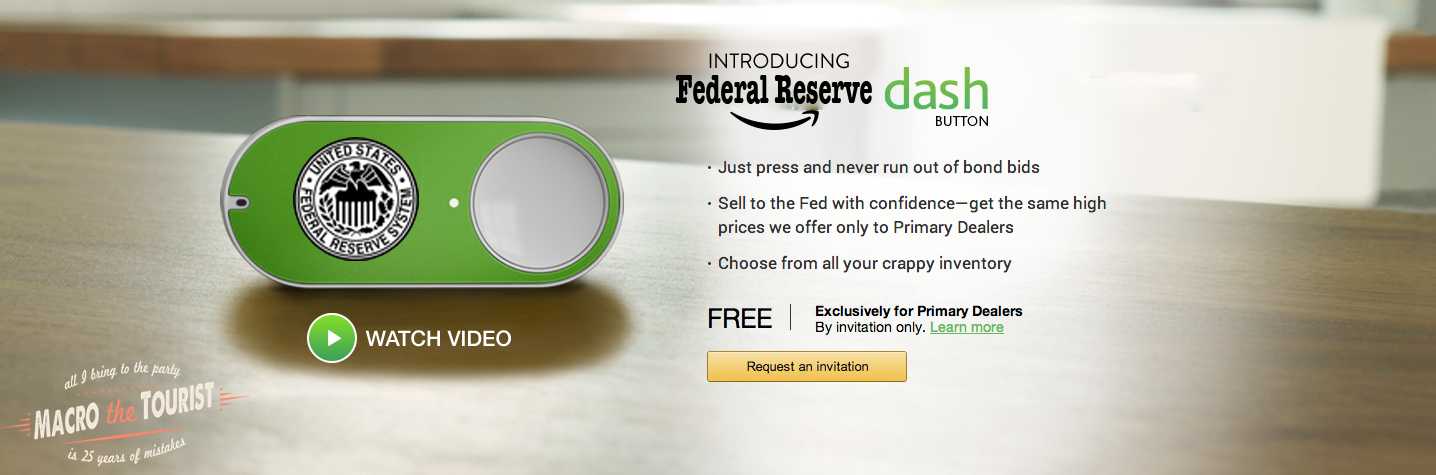 INTRODUCING
Federal Reserve dash
BUTTON
· Just press and never run out of bond bids
· Sell to the Fed with confidence—get the same high
prices we offer only to Primary Dealers
· Choose from all your crappy inventory
FREE
Exclusively for Primary Dealers
By invitation only. Learn more
Request an invitation
· UNITED STATES ·
FEDERAL RESERVE SYSTEM
WATCH VIDEO
all I bring to the party
MACRO the TOURIST
is 25 years of mistakes